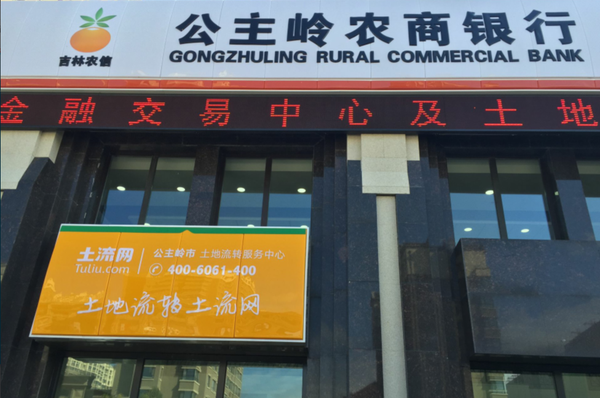 公主岭农商银行
吉林农信
GONGZHULING RURAL COMMERCIAL BANK
金融交易中心及土地
土流网 公主岭市 土地流转服务中心
Tuliu.com 400-6061-400
土地流转土流网